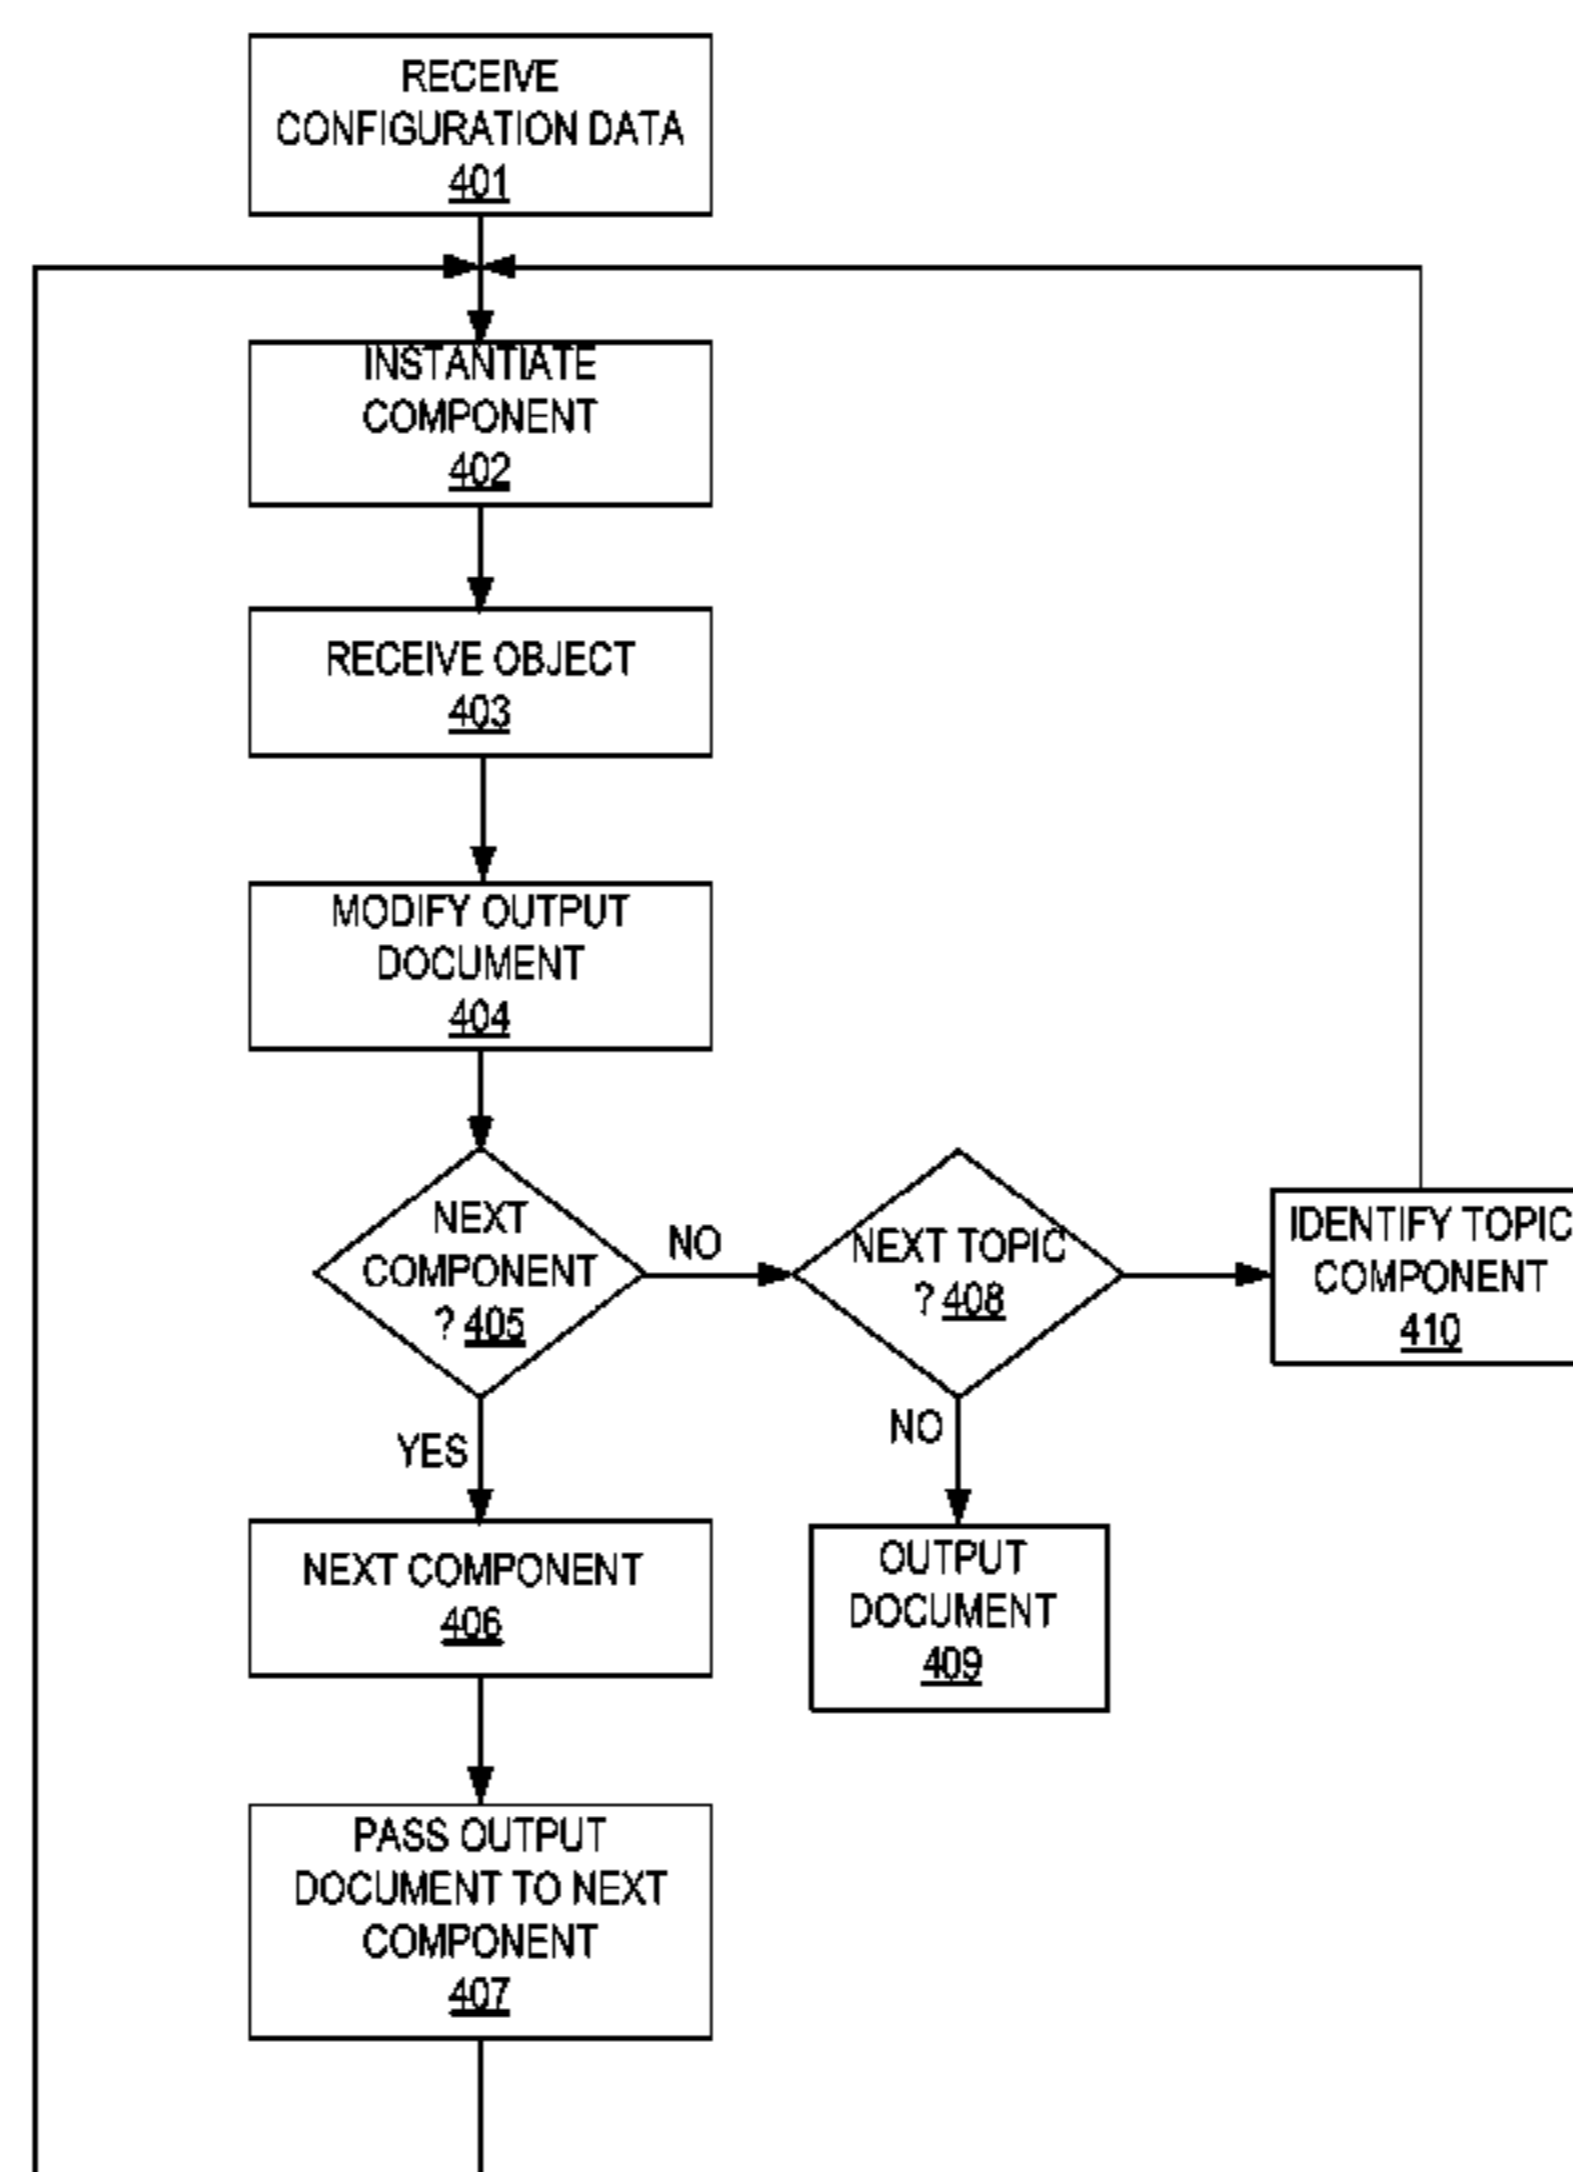 RECEIVE
CONFIGURATION DATA
401
INSTANTIATE
COMPONENT
402
RECEIVE OBJECT
403
MODIFY OUTPUT
DOCUMENT
404
NEXT
COMPONENT
? 405
NO
NEXT TOPIC
? 408
IDENTIFY TOPIC
COMPONENT
410
YES
NO
NEXT COMPONENT
406
OUTPUT
DOCUMENT
409
PASS OUTPUT
DOCUMENT TO NEXT
COMPONENT
407